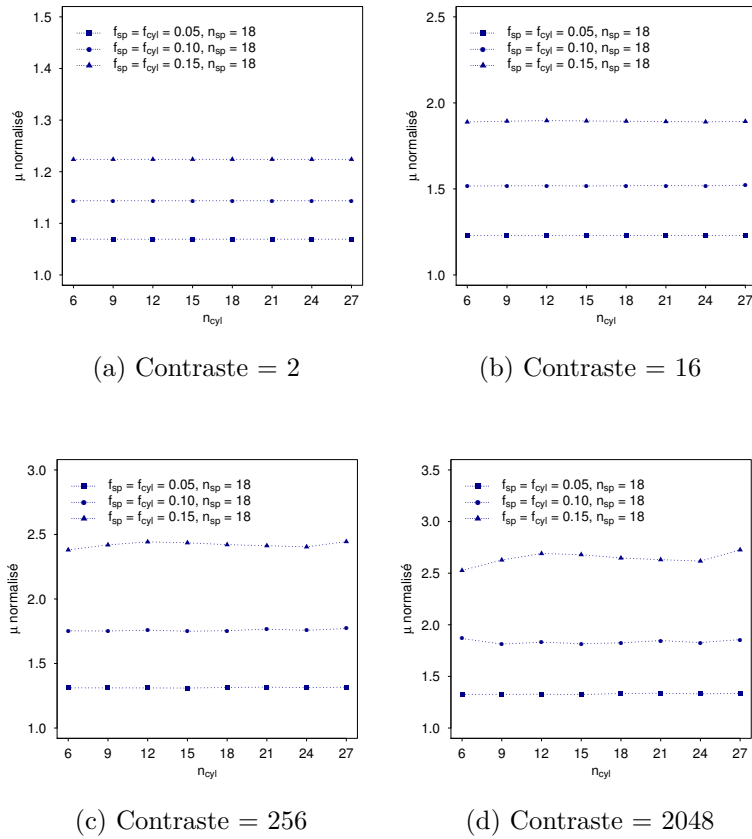 1.5
1.4
1.3
1.2
1.1
1.0
μ normalisé
f_sp = f_cyl = 0.05, n_sp = 18
f_sp = f_cyl = 0.10, n_sp = 18
f_sp = f_cyl = 0.15, n_sp = 18
6 9 12 15 18 21 24 27
n_cyl
(a) Contraste = 2
2.5
2.0
1.5
1.0
μ normalisé
f_sp = f_cyl = 0.05, n_sp = 18
f_sp = f_cyl = 0.10, n_sp = 18
f_sp = f_cyl = 0.15, n_sp = 18
6 9 12 15 18 21 24 27
n_cyl
(b) Contraste = 16
3.0
2.5
2.0
1.5
1.0
μ normalisé
f_sp = f_cyl = 0.05, n_sp = 18
f_sp = f_cyl = 0.10, n_sp = 18
f_sp = f_cyl = 0.15, n_sp = 18
6 9 12 15 18 21 24 27
n_cyl
(c) Contraste = 256
3.5
3.0
2.5
2.0
1.5
1.0
μ normalisé
f_sp = f_cyl = 0.05, n_sp = 18
f_sp = f_cyl = 0.10, n_sp = 18
f_sp = f_cyl = 0.15, n_sp = 18
6 9 12 15 18 21 24 27
n_cyl
(d) Contraste = 2048